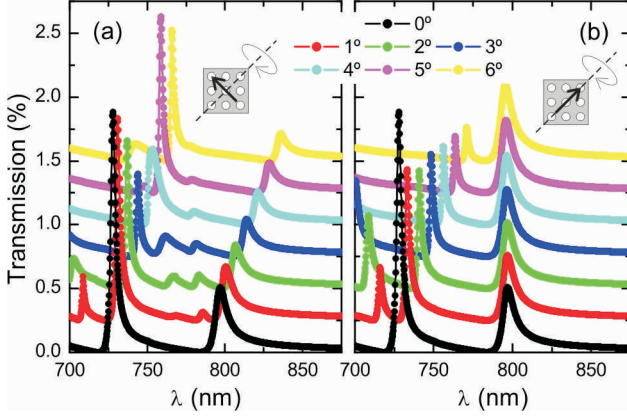 (a)
(b)
0º
1º 2º 3º
4º 5º 6º
Transmission (%)
2.5
2.0
1.5
1.0
0.5
0.0
700 750 800 850 700 750 800 850
λ (nm) λ (nm)